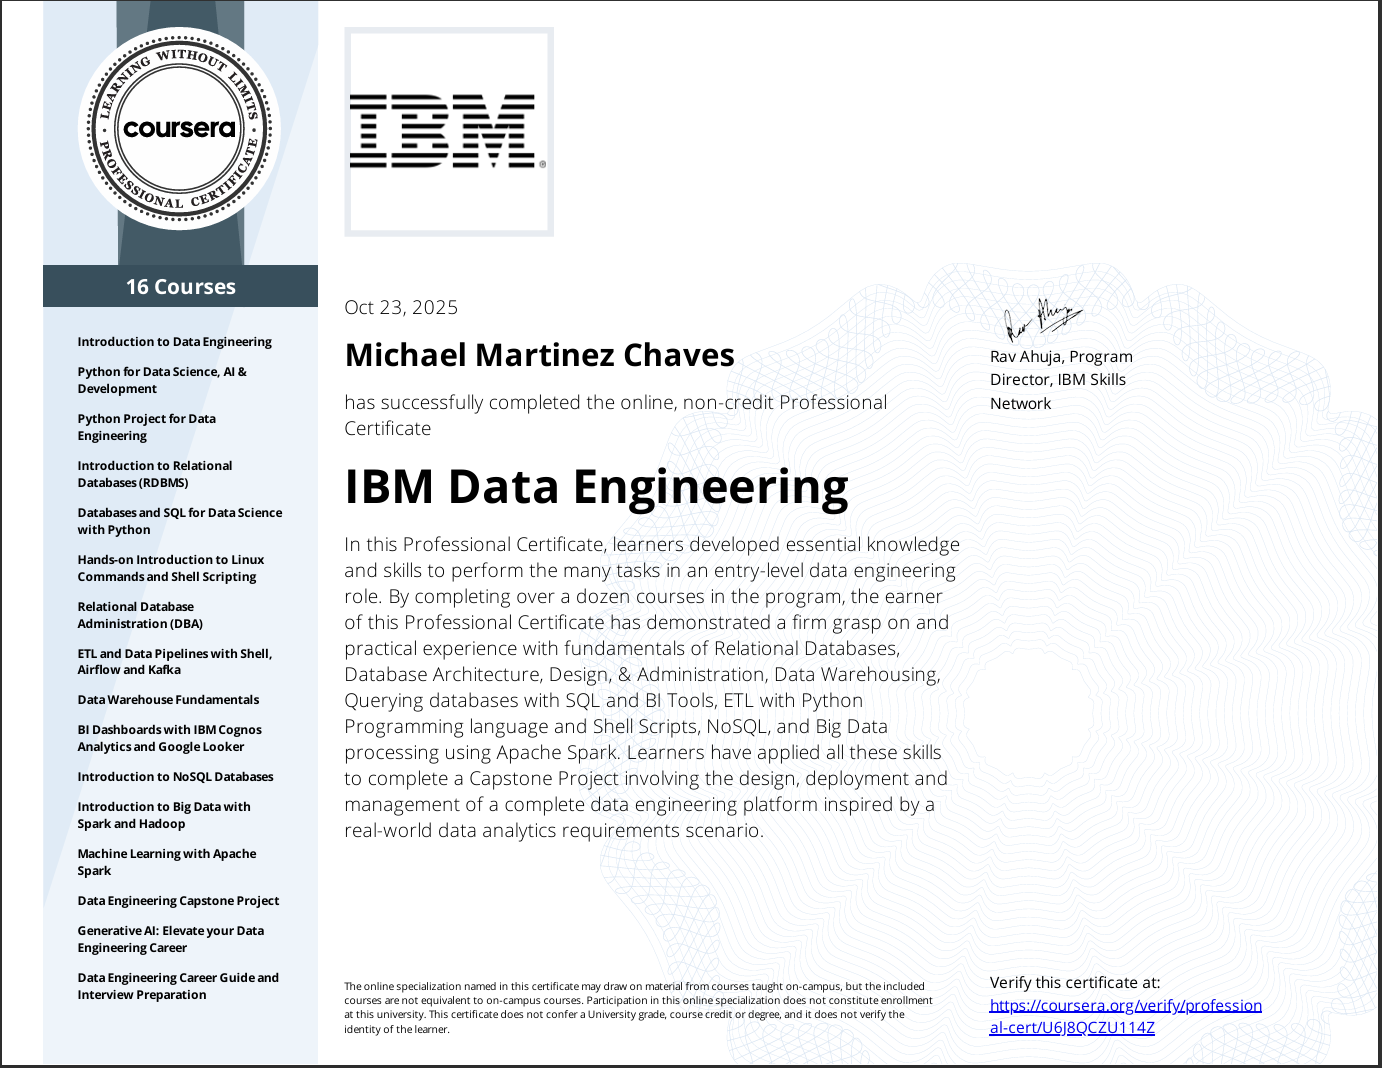 LEARNING WITHOUT LIMITS
coursera
PROFESSIONAL CERTIFICATE
16 Courses
Introduction to Data Engineering
Python for Data Science, AI &
Development
Python Project for Data
Engineering
Introduction to Relational
Databases (RDBMS)
Databases and SQL for Data Science
with Python
Hands-on Introduction to Linux
Commands and Shell Scripting
Relational Database
Administration (DBA)
ETL and Data Pipelines with Shell,
Airflow and Kafka
Data Warehouse Fundamentals
BI Dashboards with IBM Cognos
Analytics and Google Looker
Introduction to NoSQL Databases
Introduction to Big Data with
Spark and Hadoop
Machine Learning with Apache
Spark
Data Engineering Capstone Project
Generative AI: Elevate your Data
Engineering Career
Data Engineering Career Guide and
Interview Preparation
IBM®
Oct 23, 2025
Michael Martinez Chaves
has successfully completed the online, non-credit Professional
Certificate
IBM Data Engineering
In this Professional Certificate, learners developed essential knowledge
and skills to perform the many tasks in an entry-level data engineering
role. By completing over a dozen courses in the program, the earner
of this Professional Certificate has demonstrated a firm grasp on and
practical experience with fundamentals of Relational Databases,
Database Architecture, Design, & Administration, Data Warehousing,
Querying databases with SQL and BI Tools, ETL with Python
Programming language and Shell Scripts, NoSQL, and Big Data
processing using Apache Spark. Learners have applied all these skills
to complete a Capstone Project involving the design, deployment and
management of a complete data engineering platform inspired by a
real-world data analytics requirements scenario.
The online specialization named in this certificate may draw on material from courses taught on-campus, but the included
courses are not equivalent to on-campus courses. Participation in this online specialization does not constitute enrollment
at this university. This certificate does not confer a University grade, course credit or degree, and it does not verify the
identity of the learner.
Rav Ahuja
Rav Ahuja, Program
Director, IBM Skills
Network
Verify this certificate at:
https://coursera.org/verify/profession
al-cert/U6J8QCZU114Z